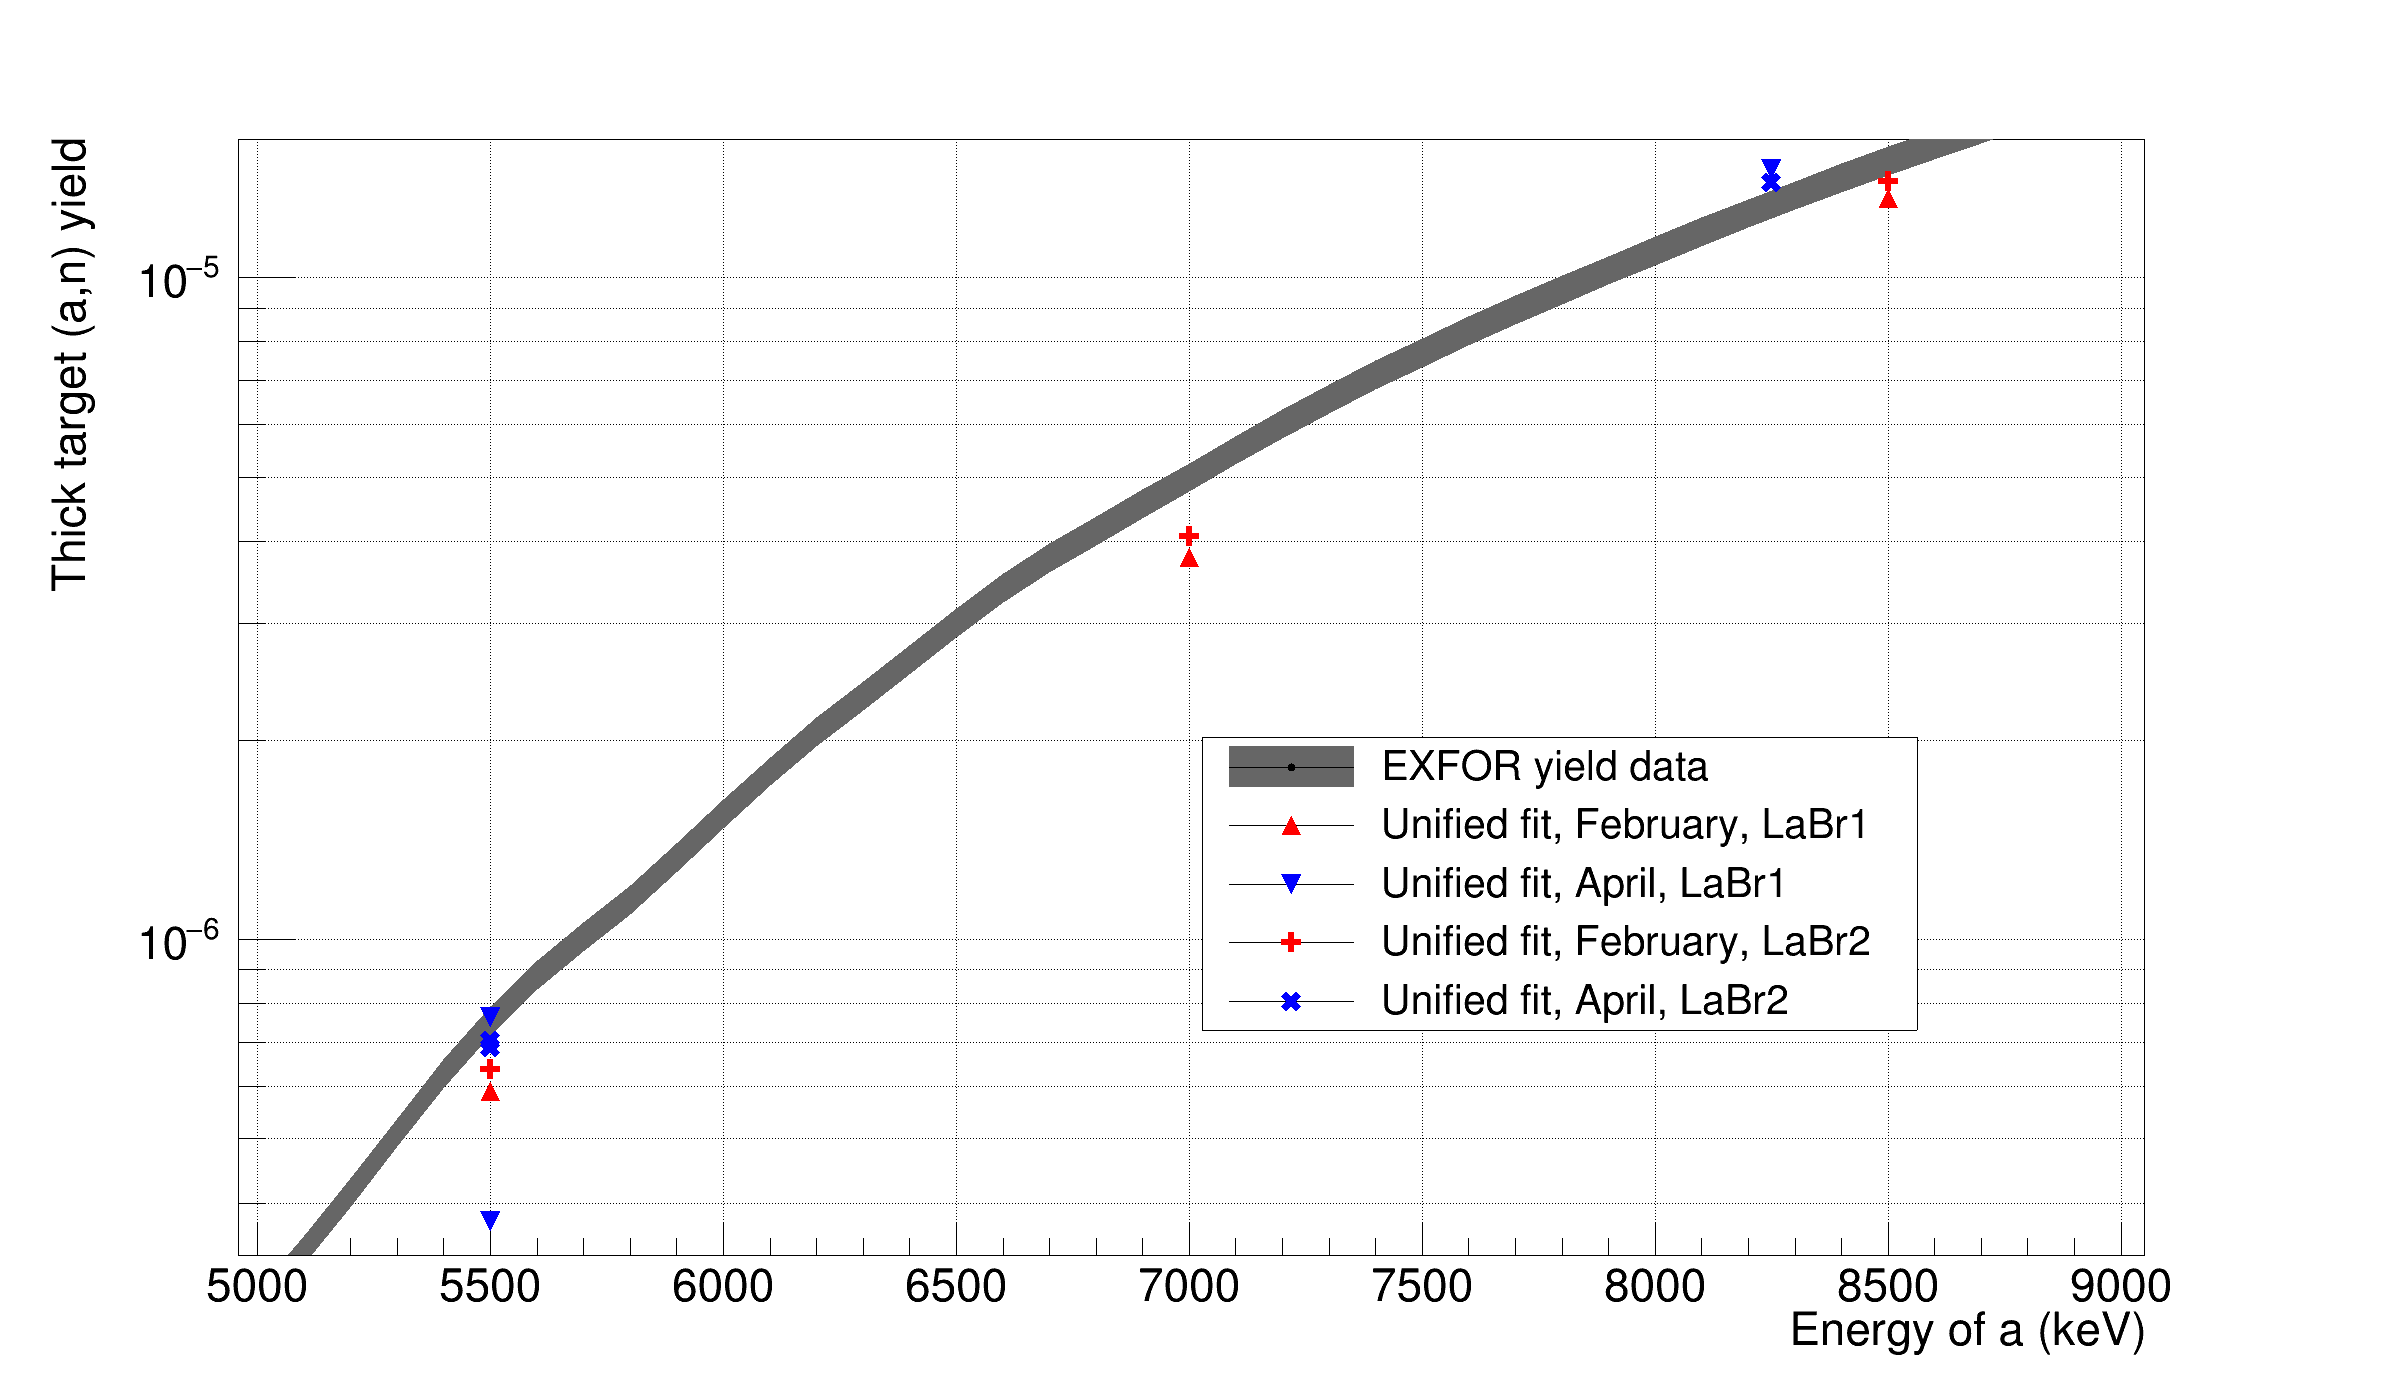 Thick target (a,n) yield
10⁻⁵
10⁻⁶
EXFOR yield data
Unified fit, February, LaBr1
Unified fit, April, LaBr1
Unified fit, February, LaBr2
Unified fit, April, LaBr2
5000 5500 6000 6500 7000 7500 8000 8500 9000
Energy of a (keV)